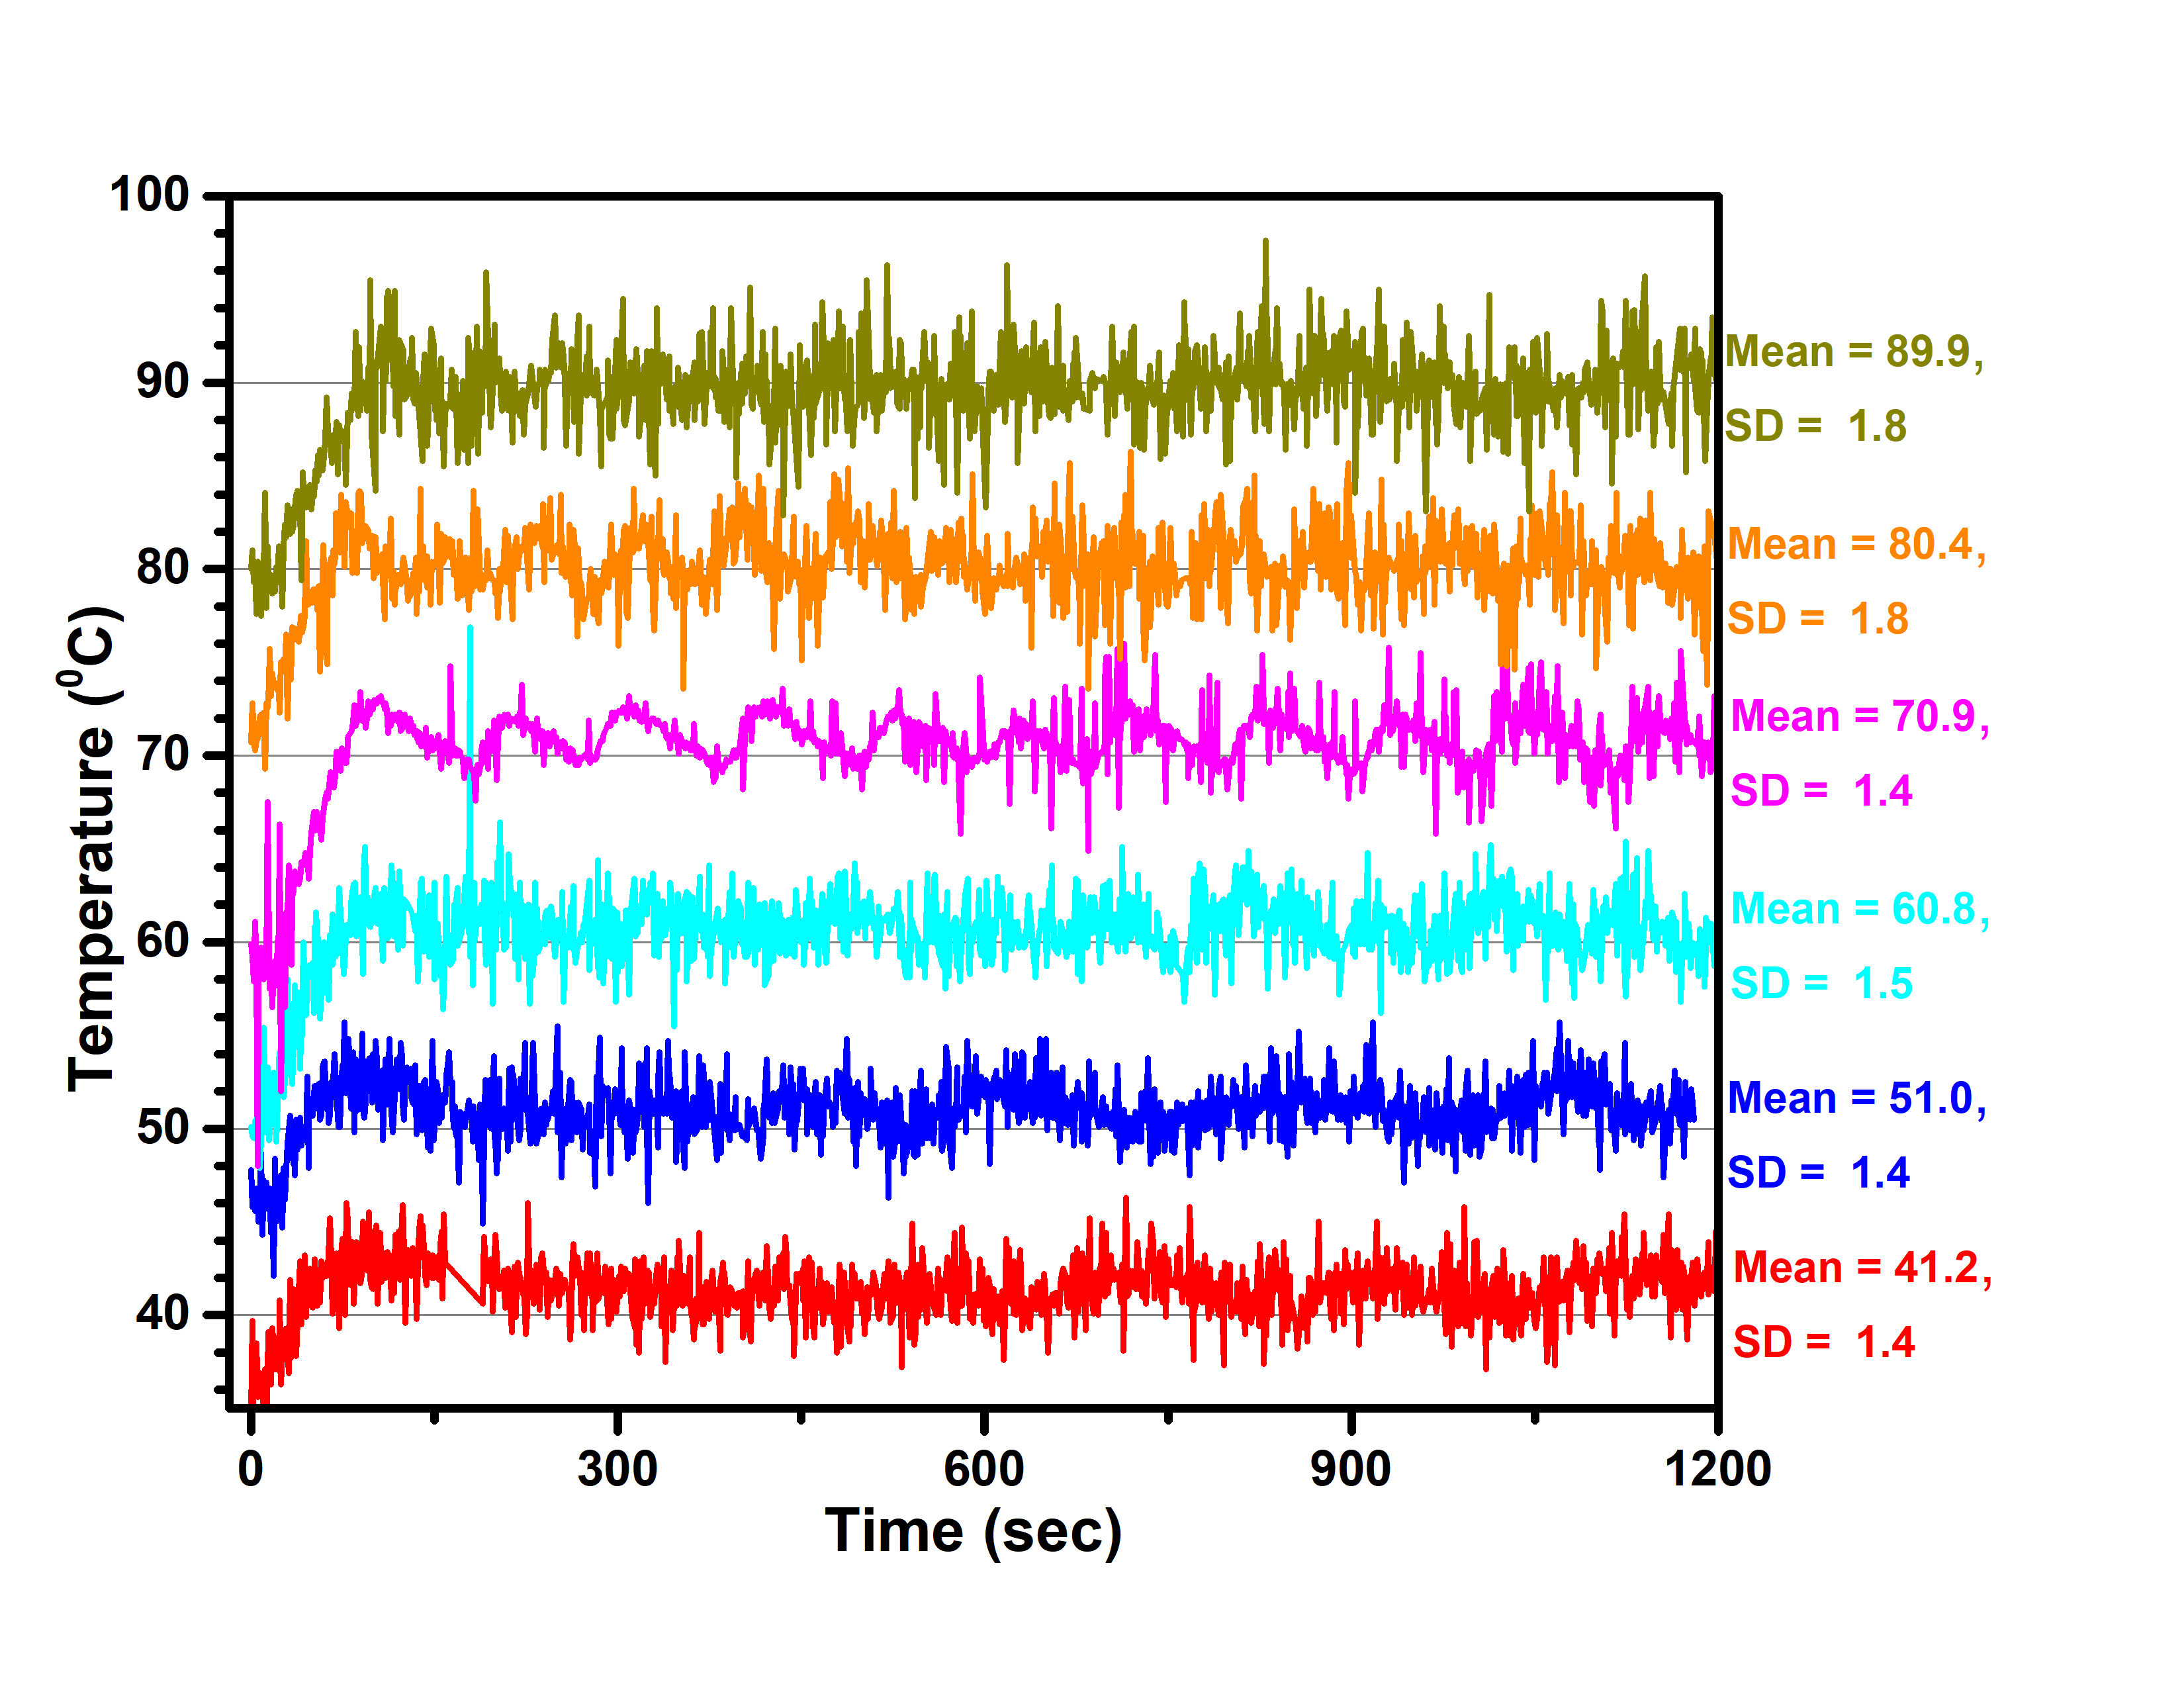 100
90
80
70
60
50
40
Temperature (⁰C)
0 300 600 900 1200
Time (sec)
Mean = 89.9,
SD = 1.8
Mean = 80.4,
SD = 1.8
Mean = 70.9,
SD = 1.4
Mean = 60.8,
SD = 1.5
Mean = 51.0,
SD = 1.4
Mean = 41.2,
SD = 1.4